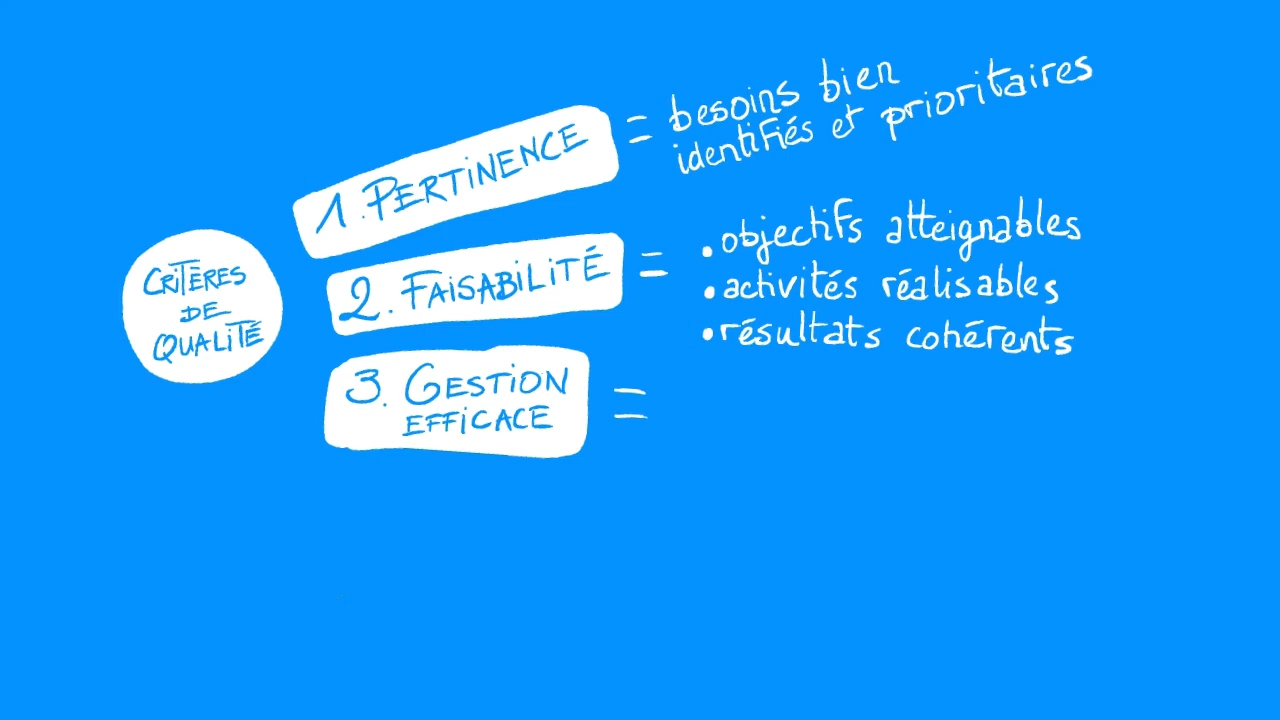 CRITÈRES
DE
QUALITÉ
1. PERTINENCE
= besoins bien
identifiés et prioritaires
2. FAISABILITÉ
= • objectifs atteignables
• activités réalisables
• résultats cohérents
3. GESTION
EFFICACE
=